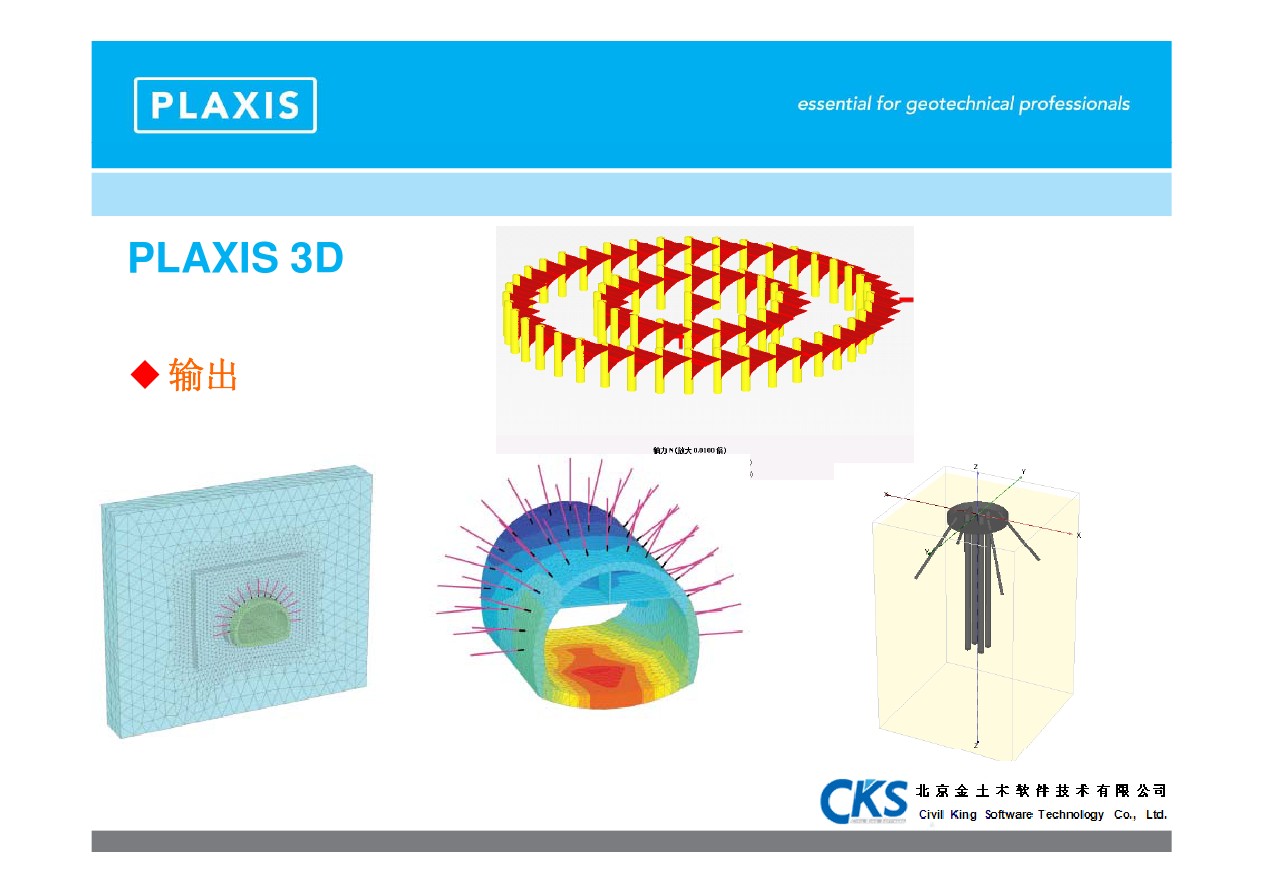 PLAXIS
essential for geotechnical professionals
PLAXIS 3D
输出
轴力 N (放大 0.0100 倍)
Z
Y
X
X
Y
Z
CKS
北京金土木软件技术有限公司
Civil King Software Technology Co., Ltd.